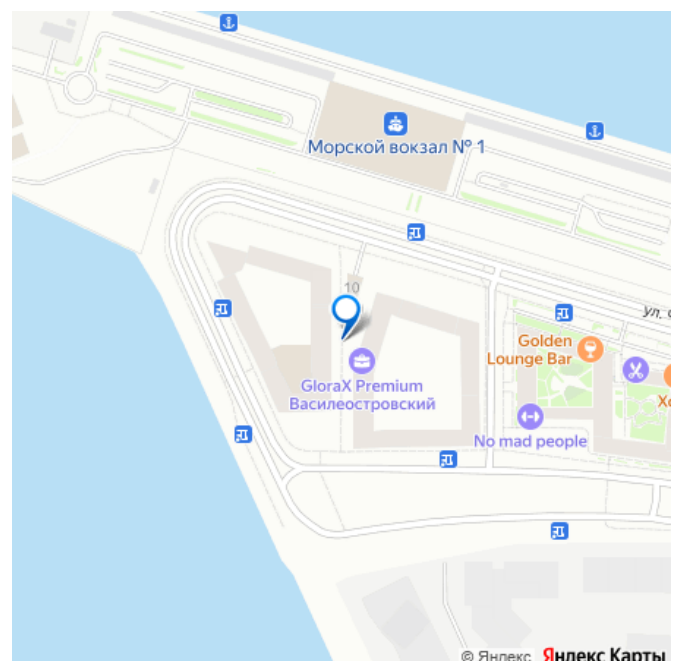 Морской вокзал № 1
10
ул.
Golden
Lounge Bar
GloraX Premium
Василеостровский
No mad people
© Яндекс Яндекс Карты